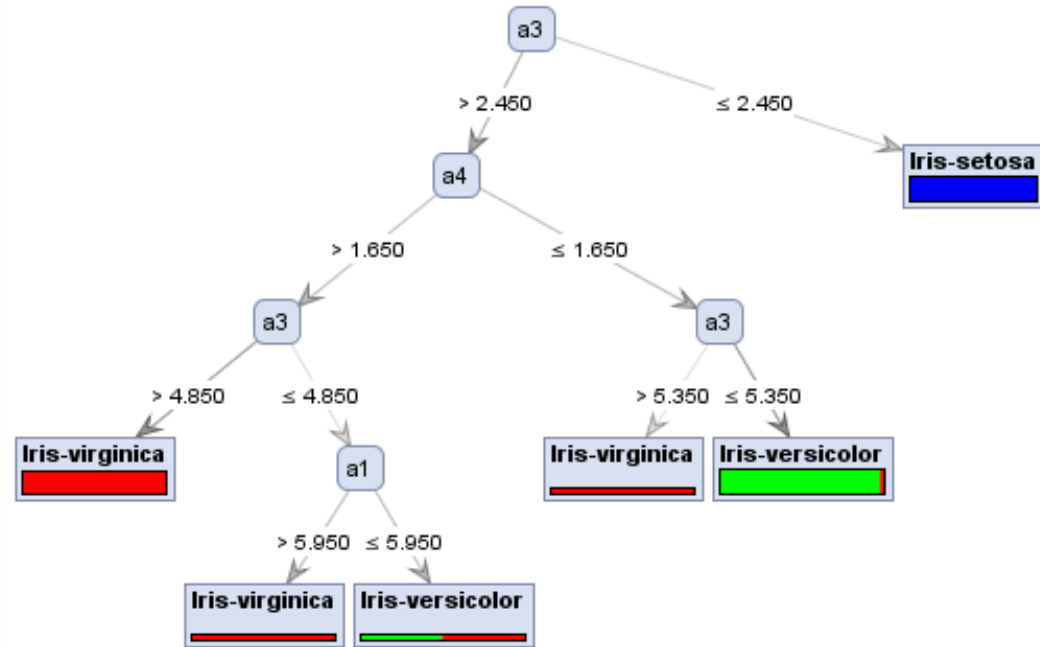 a3
> 2.450
≤ 2.450
Iris-setosa
a4
> 1.650
≤ 1.650
a3
a3
> 4.850
≤ 4.850
> 5.350
≤ 5.350
Iris-virginica
a1
Iris-virginica
Iris-versicolor
> 5.950
≤ 5.950
Iris-virginica
Iris-versicolor